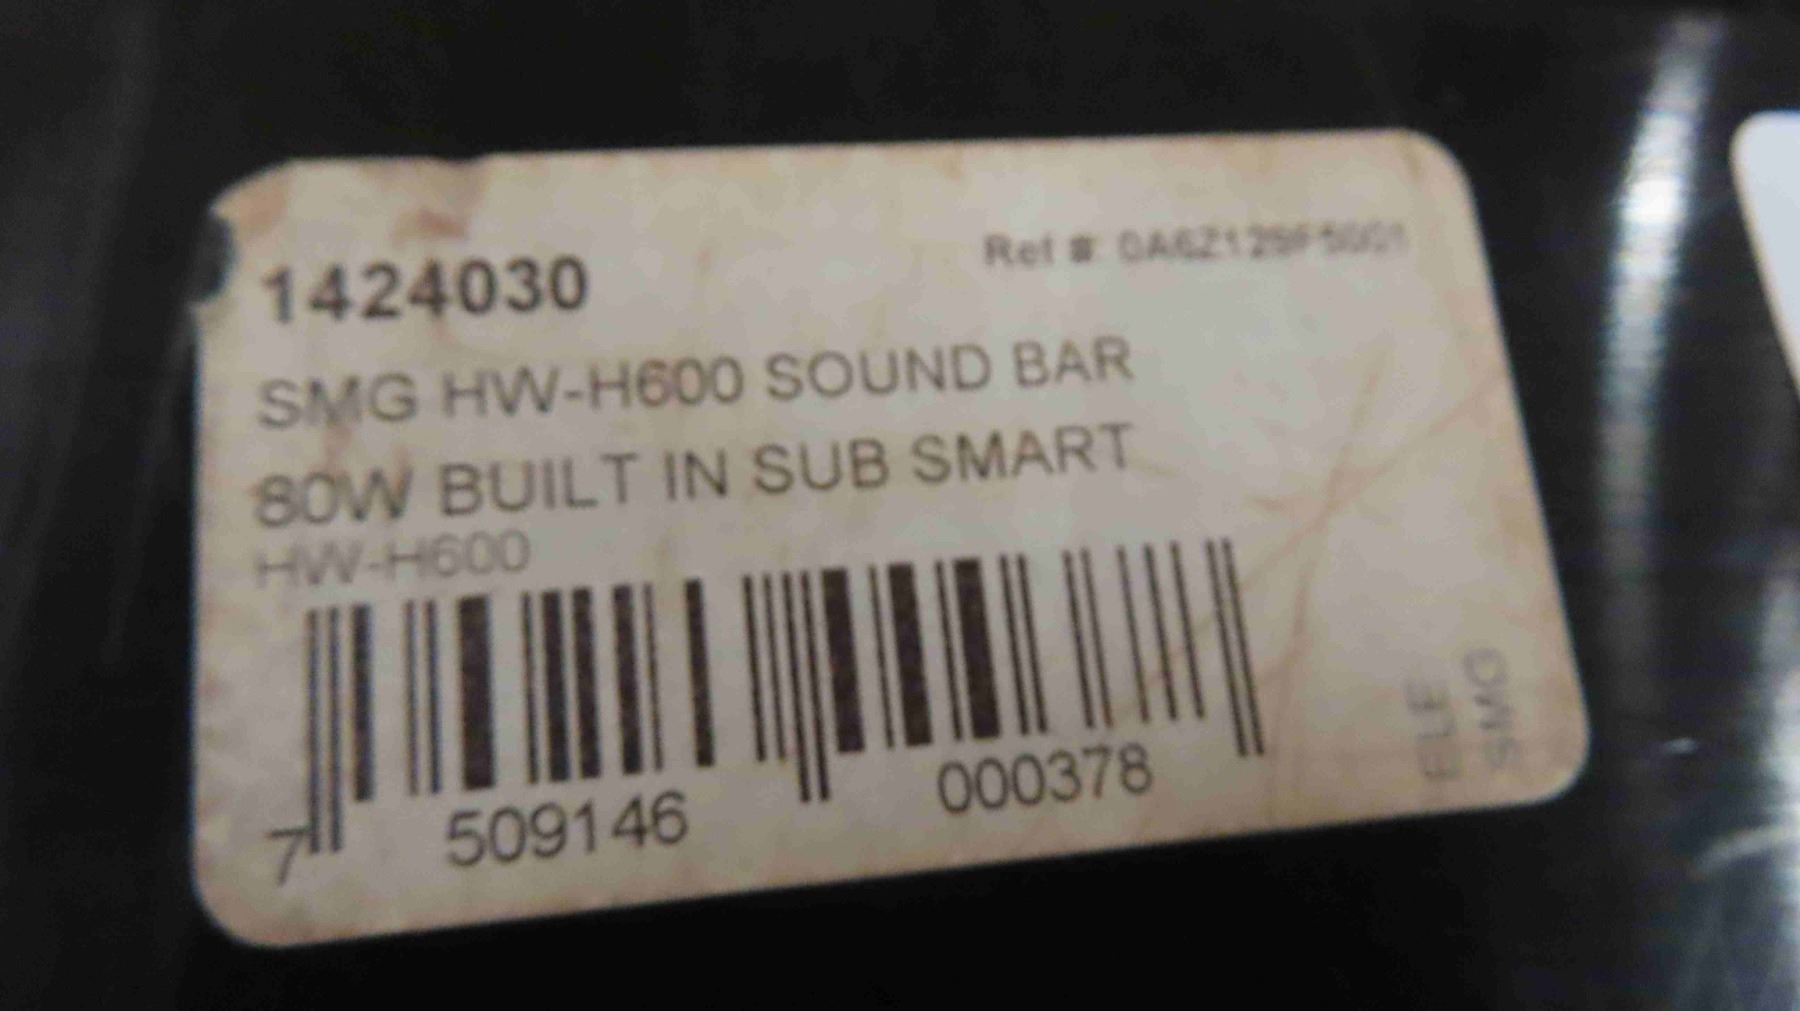 1424030
Ref #: 0A6Z129F5001
SMG HW-H600 SOUND BAR
80W BUILT IN SUB SMART
HW-H600
7 509146 000378
ELE
SMG